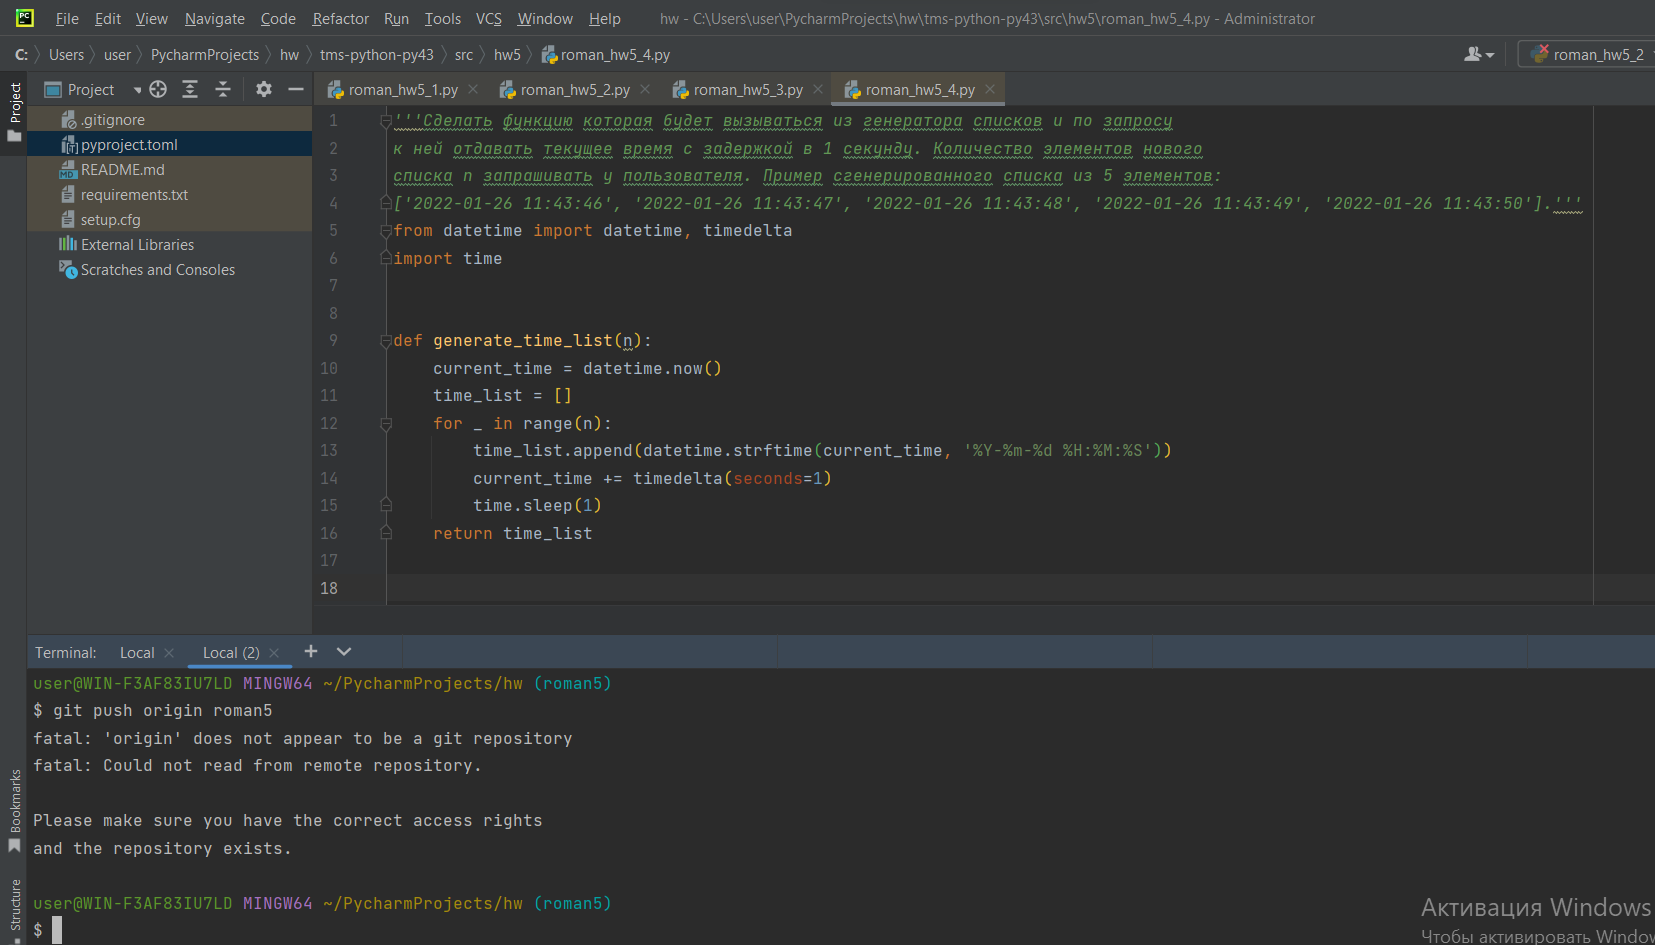 PC File Edit View Navigate Code Refactor Run Tools VCS Window Help hw - C:\Users\user\PycharmProjects\hw\tms-python-py43\src\hw5\roman_hw5_4.py - Administrator
C: Users user PycharmProjects hw tms-python-py43 src hw5 roman_hw5_4.py roman_hw5_2
Project
Project roman_hw5_1.py roman_hw5_2.py roman_hw5_3.py roman_hw5_4.py
.gitignore
pyproject.toml
README.md
requirements.txt
setup.cfg
External Libraries
Scratches and Consoles
1 '''Сделать функцию которая будет вызываться из генератора списков и по запросу
2 к ней отдавать текущее время с задержкой в 1 секунду. Количество элементов нового
3 списка n запрашивать у пользователя. Пример сгенерированного списка из 5 элементов:
4 ['2022-01-26 11:43:46', '2022-01-26 11:43:47', '2022-01-26 11:43:48', '2022-01-26 11:43:49', '2022-01-26 11:43:50'].'''
5 from datetime import datetime, timedelta
6 import time
7
8
9 def generate_time_list(n):
10 current_time = datetime.now()
11 time_list = []
12 for _ in range(n):
13 time_list.append(datetime.strftime(current_time, '%Y-%m-%d %H:%M:%S'))
14 current_time += timedelta(seconds=1)
15 time.sleep(1)
16 return time_list
17
18
Terminal: Local Local (2)
user@WIN-F3AF83IU7LD MINGW64 ~/PycharmProjects/hw (roman5)
$ git push origin roman5
fatal: 'origin' does not appear to be a git repository
fatal: Could not read from remote repository.
Please make sure you have the correct access rights
and the repository exists.
user@WIN-F3AF83IU7LD MINGW64 ~/PycharmProjects/hw (roman5)
$
Bookmarks
Structure
Активация Windows
Чтобы активировать Window